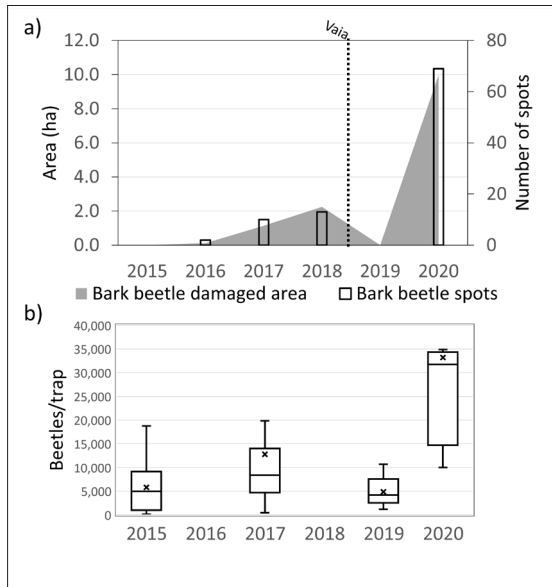 a)
Vaia
12.0
10.0
8.0
6.0
4.0
2.0
0.0
Area (ha)
80
60
40
20
0
Number of spots
2015 2016 2017 2018 2019 2020
Bark beetle damaged area Bark beetle spots
b)
40,000
35,000
30,000
25,000
20,000
15,000
10,000
5,000
0
Beetles/trap
2015 2016 2017 2018 2019 2020